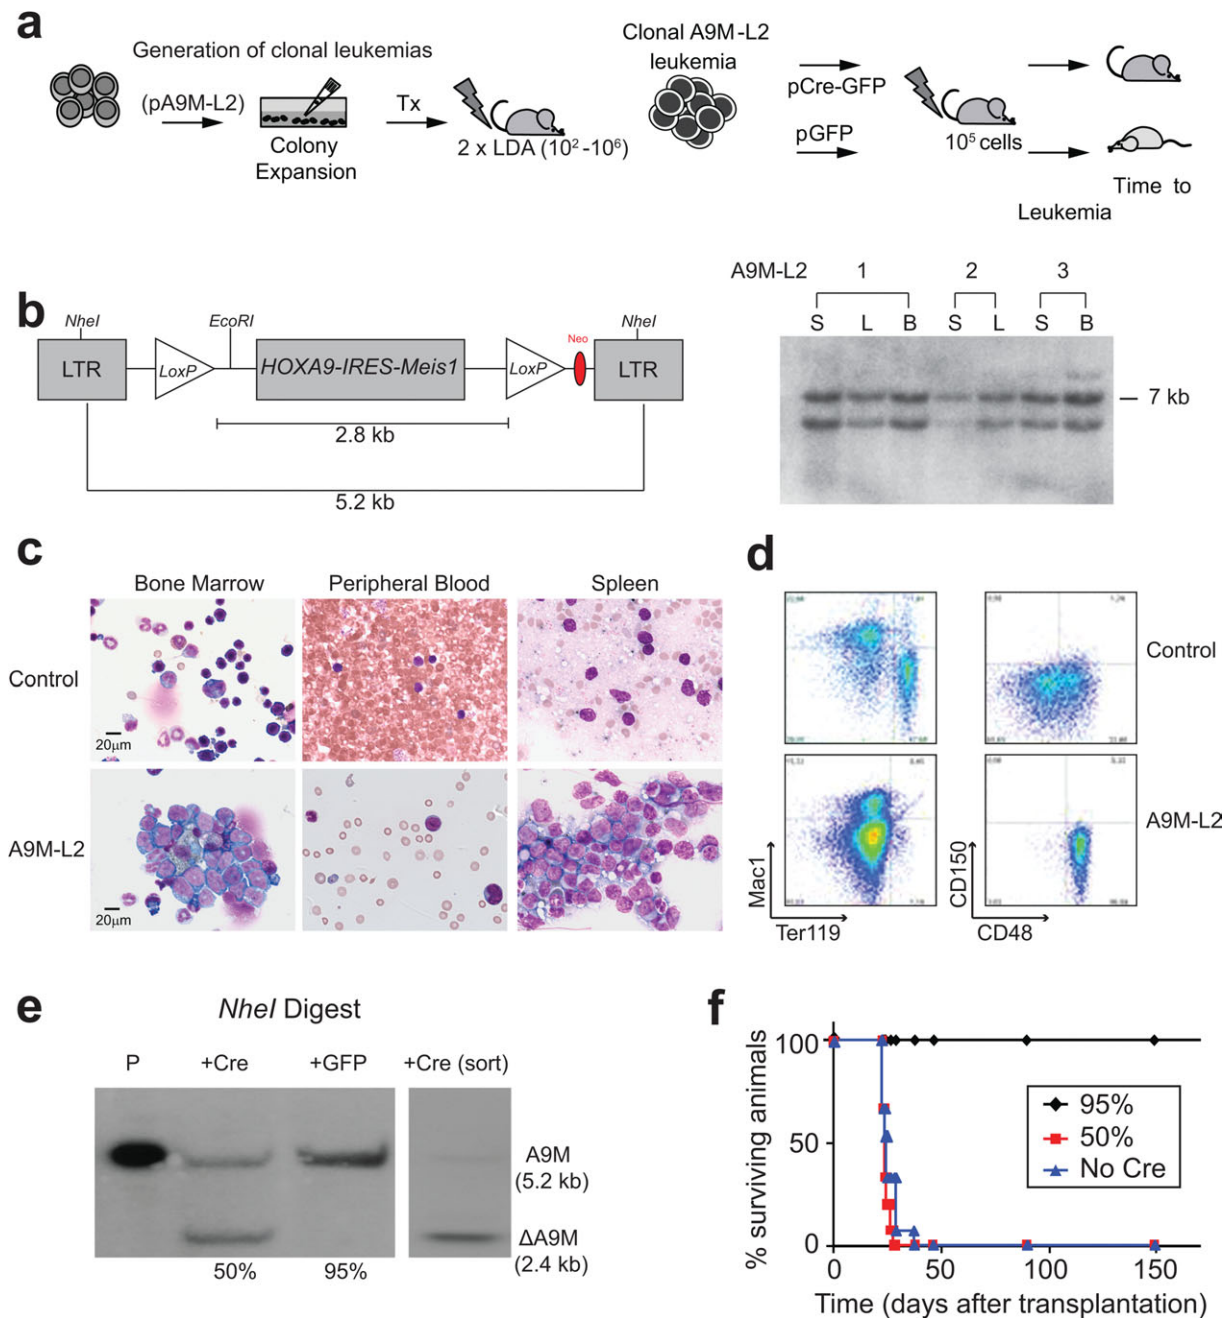 a
Generation of clonal leukemias
(pA9M-L2)
Colony
Expansion
Tx
2 x LDA (10²-10⁶)
Clonal A9M-L2
leukemia
pCre-GFP
pGFP
10⁵ cells
Time to
Leukemia
b
NheI
EcoRI
NheI
LTR
LoxP
HOXA9-IRES-Meis1
LoxP
Neo
LTR
2.8 kb
5.2 kb
A9M-L2 1 2 3
S L B S L S B
7 kb
c
Bone Marrow Peripheral Blood Spleen
Control
20μm
A9M-L2
20μm
d
Control
A9M-L2
Mac1
Ter119
CD150
CD48
e
NheI Digest
P +Cre +GFP +Cre (sort)
A9M
(5.2 kb)
ΔA9M
(2.4 kb)
50% 95%
f
% surviving animals
100
50
0
0 50 100 150
Time (days after transplantation)
95%
50%
No Cre